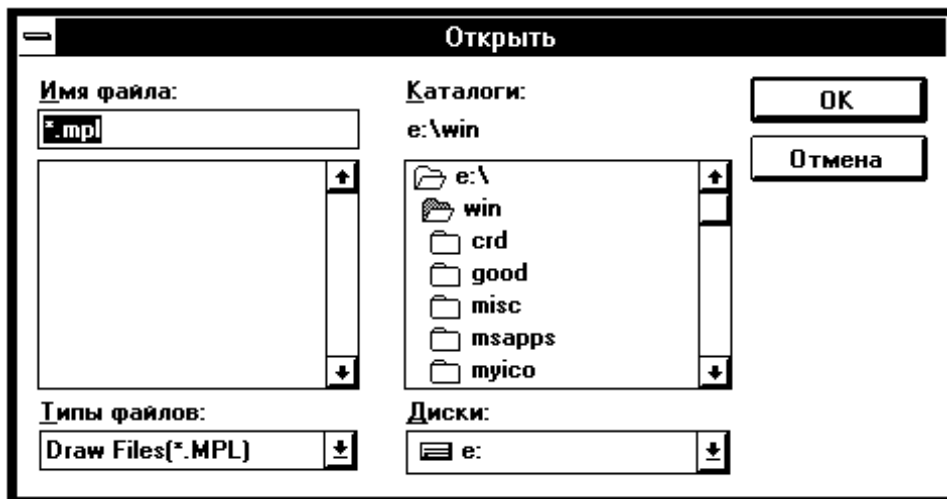 Открыть
Имя файла:
*.mpl
Каталоги:
e:\win
e:\
win
crd
good
misc
msapps
myico
OK
Отмена
Типы файлов:
Draw Files(*.MPL)
Диски:
e: